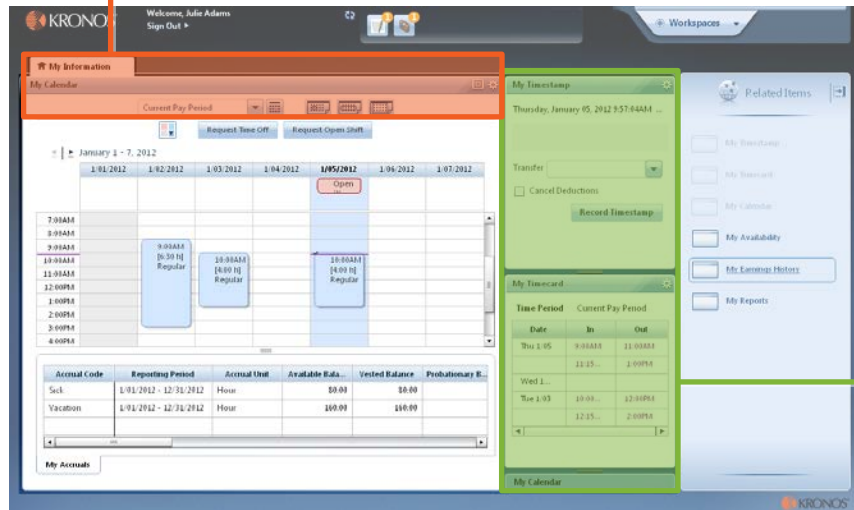 KRONOS
Welcome, Julie Adams
Sign Out
Workspaces
My Information
My Calendar
Current Pay Period
Request Time Off
Request Open Shift
January 1 - 7, 2012
1/01/2012 1/02/2012 1/03/2012 1/04/2012 1/05/2012 1/06/2012 1/07/2012
Open
...
7:00AM
8:00AM
9:00AM
10:00AM
11:00AM
12:00PM
1:00PM
2:00PM
3:00PM
4:00PM
9:00AM
[6:30 h]
Regular
10:00AM
[4:00 h]
Regular
10:00AM
[4:00 h]
Regular
Accrual Code Reporting Period Accrual Unit Available Bala... Vested Balance Probationary B...
Sick 1/01/2012 - 12/31/2012 Hour 80.00 80.00
Vacation 1/01/2012 - 12/31/2012 Hour 160.00 160.00
My Accruals
My Timestamp
Thursday, January 05, 2012 9:57:04AM ...
Transfer
Cancel Deductions
Record Timestamp
My Timecard
Time Period Current Pay Period
Date In Out
Thu 1/05 9:00AM 11:00AM
11:15... 1:00PM
Wed 1...
Tue 1/03 10:00... 12:00PM
12:15... 2:00PM
My Calendar
Related Items
My Timestamp
My Timecard
My Calendar
My Availability
My Earnings History
My Reports
KRONOS